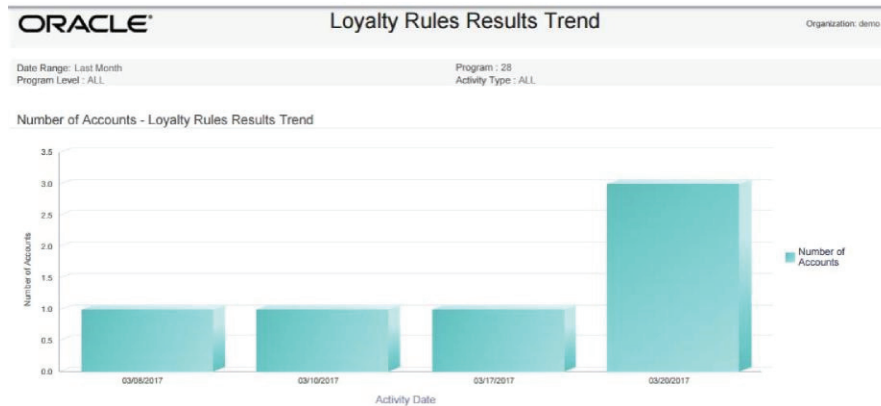 ORACLE®
Loyalty Rules Results Trend
Organization: demo
Date Range: Last Month
Program : 28
Program Level : ALL
Activity Type : ALL
Number of Accounts - Loyalty Rules Results Trend
3.5
3.0
2.5
2.0
1.5
1.0
0.5
0.0
Number of Accounts
Number of
Accounts
03/08/2017
03/10/2017
03/17/2017
03/20/2017
Activity Date